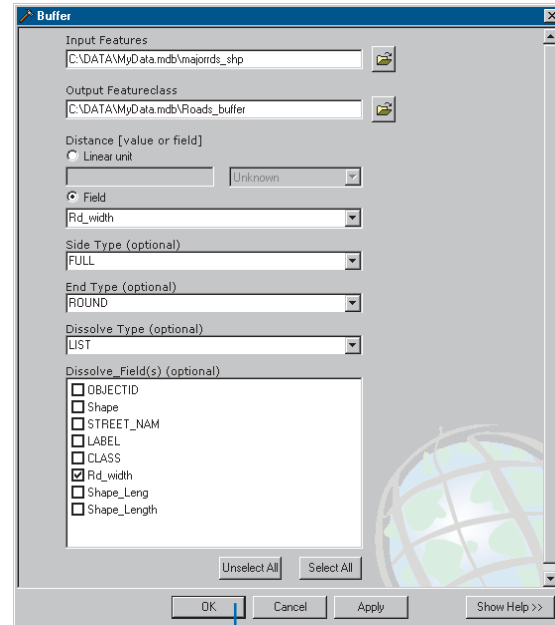 Buffer
Input Features
C:\DATA\MyData.mdb\majorrds_shp
Output Featureclass
C:\DATA\MyData.mdb\Roads_buffer
Distance [value or field]
Linear unit
Unknown
Field
Rd_width
Side Type (optional)
FULL
End Type (optional)
ROUND
Dissolve Type (optional)
LIST
Dissolve_Field(s) (optional)
OBJECTID
Shape
STREET_NAM
LABEL
CLASS
Rd_width
Shape_Leng
Shape_Length
Unselect All Select All
OK Cancel Apply Show Help >>